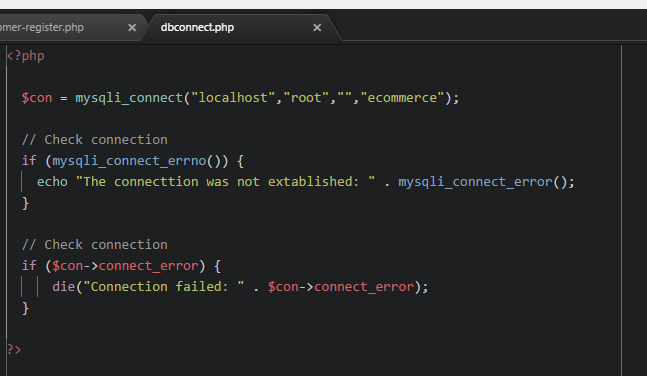 omer-register.php × dbconnect.php ×
<?php
$con = mysqli_connect("localhost","root","","ecommerce");
// Check connection
if (mysqli_connect_errno()) {
echo "The connecttion was not extablished: " . mysqli_connect_error();
}
// Check connection
if ($con->connect_error) {
die("Connection failed: " . $con->connect_error);
}
?>